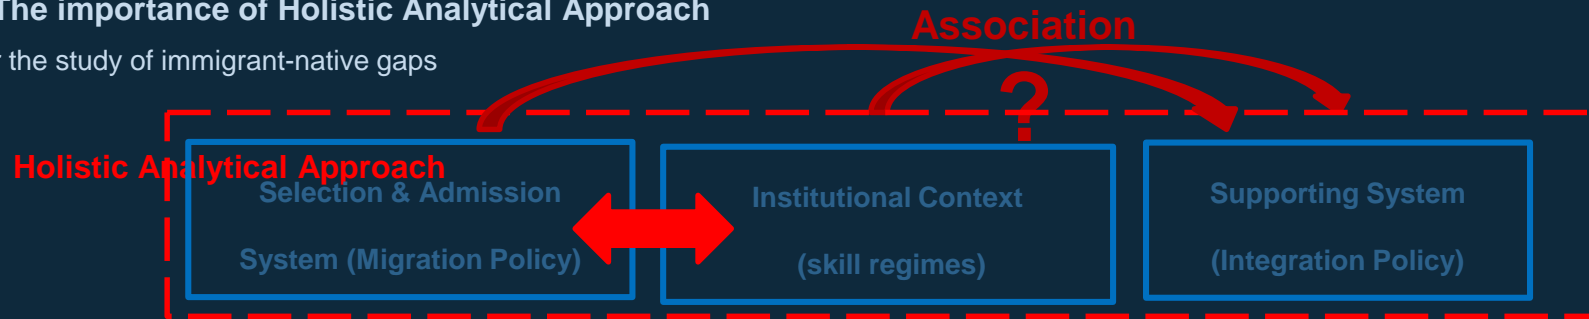 The importance of Holistic Analytical Approach
the study of immigrant-native gaps
Association
?
Holistic Analytical Approach
Selection & Admission
System (Migration Policy)
Institutional Context
(skill regimes)
Supporting System
(Integration Policy)